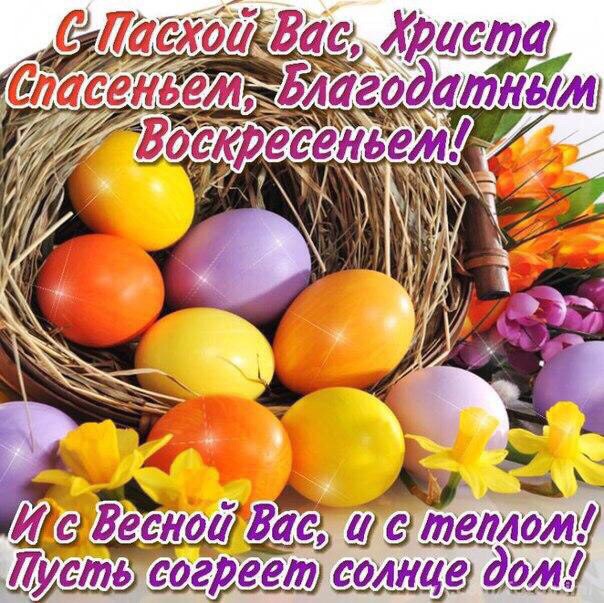 С Пасхой Вас, Христа
Спасеньем, Благодатным
Воскресеньем!
И с Весной Вас, и с теплом!
Пусть согреет солнце дом!